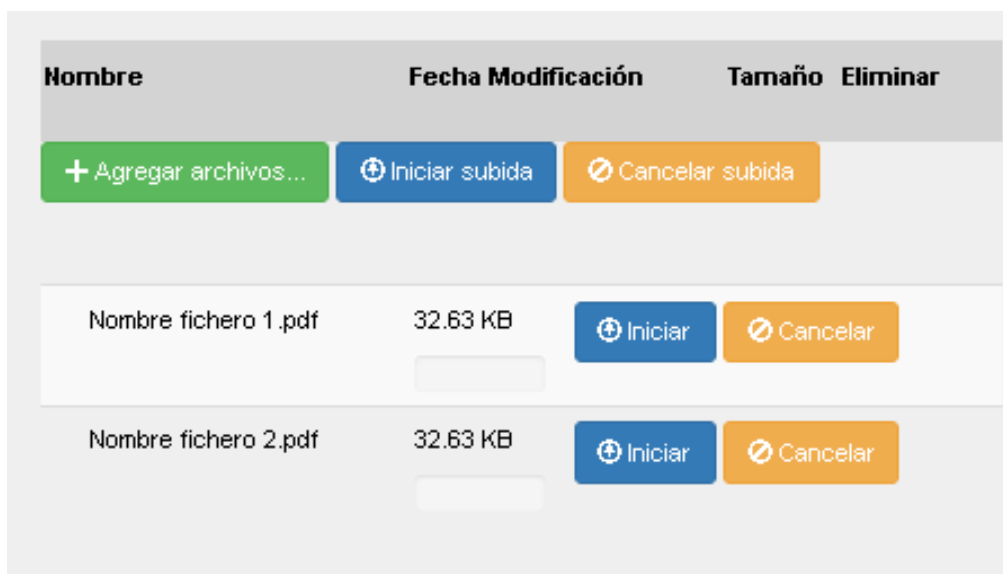 Nombre Fecha Modificación Tamaño Eliminar
Agregar archivos... Iniciar subida Cancelar subida
Nombre fichero 1.pdf 32.63 KB Iniciar Cancelar
Nombre fichero 2.pdf 32.63 KB Iniciar Cancelar